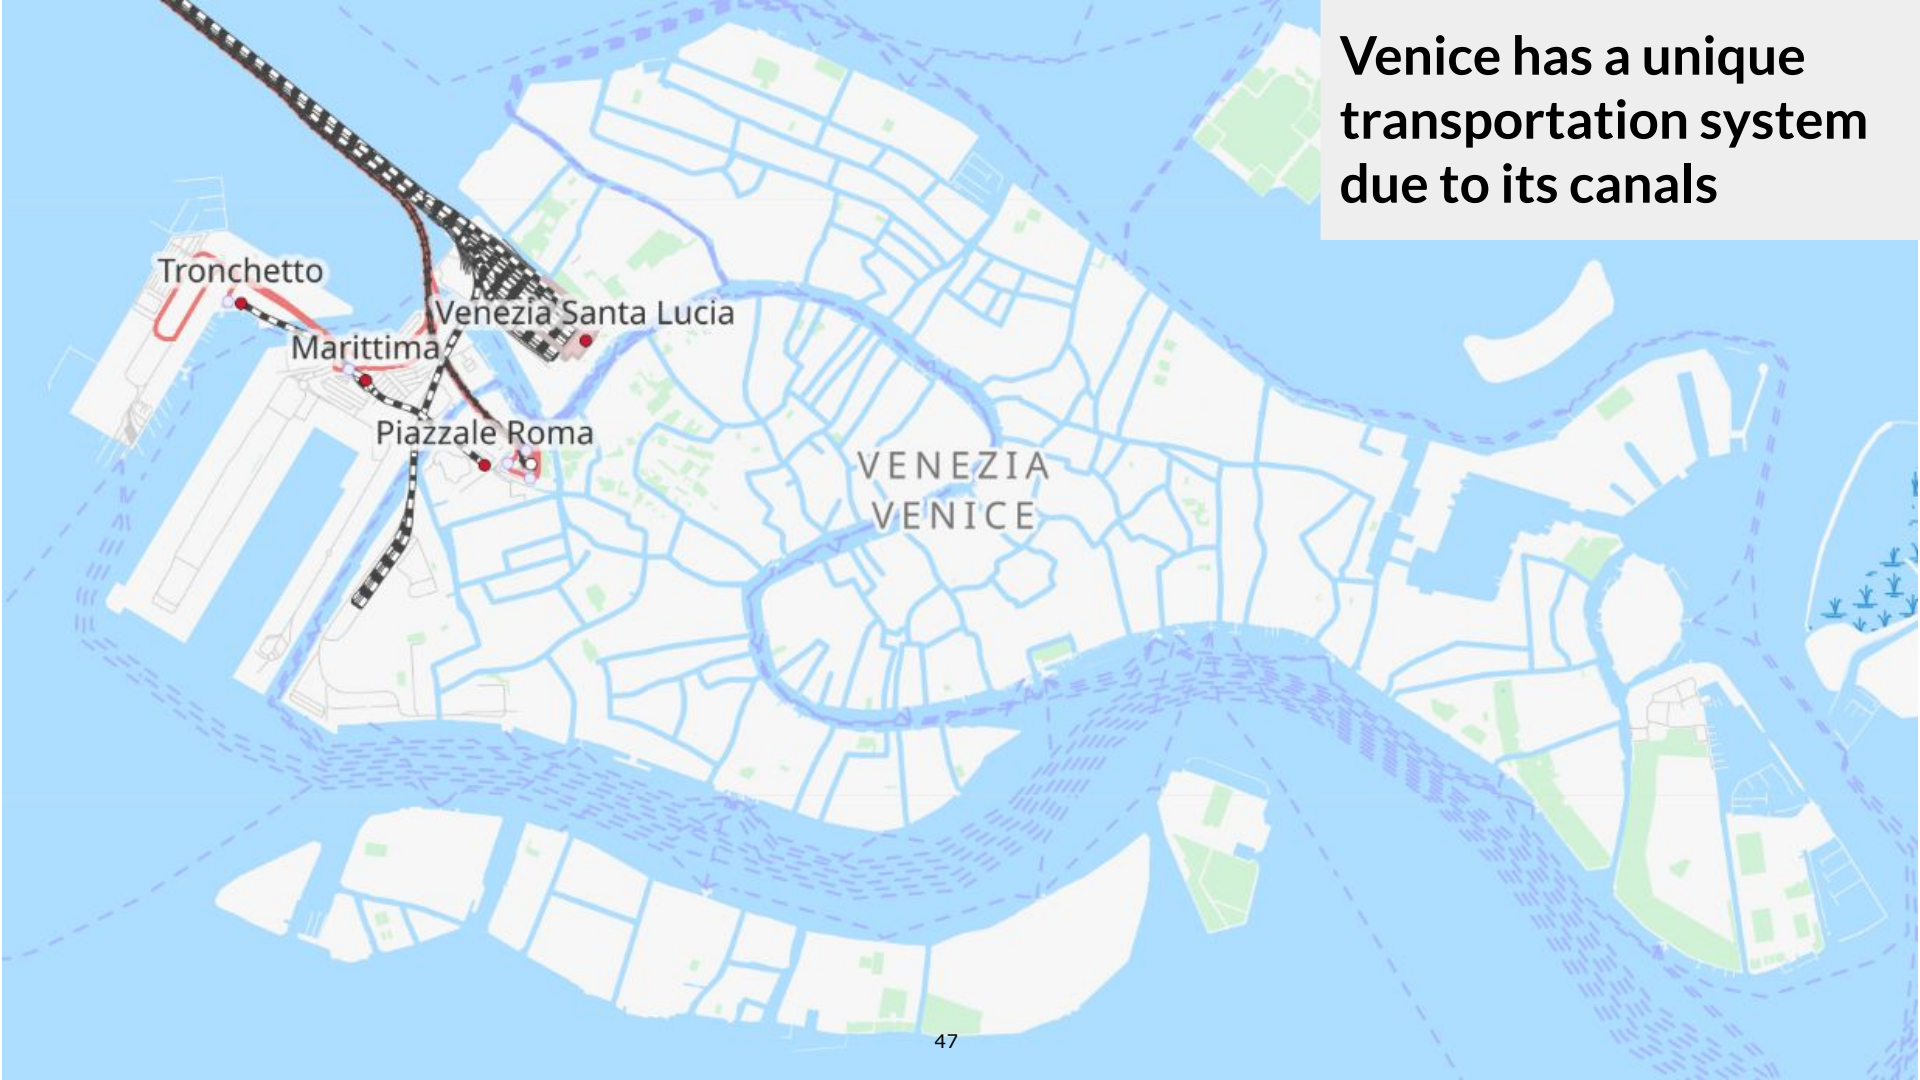 Venice has a unique
transportation system
due to its canals
Tronchetto
Venezia Santa Lucia
Marittima
Piazzale Roma
VENEZIA
VENICE
47